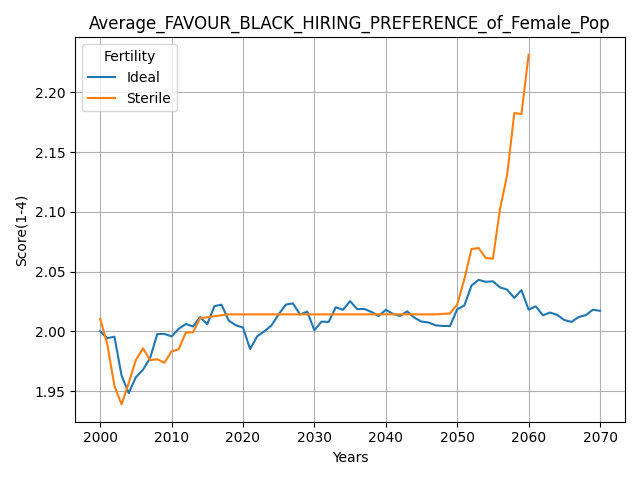 Average_FAVOUR_BLACK_HIRING_PREFERENCE_of_Female_Pop
Fertility
Ideal
Sterile
2.20
2.15
2.10
2.05
2.00
1.95
Score(1-4)
2000 2010 2020 2030 2040 2050 2060 2070
Years